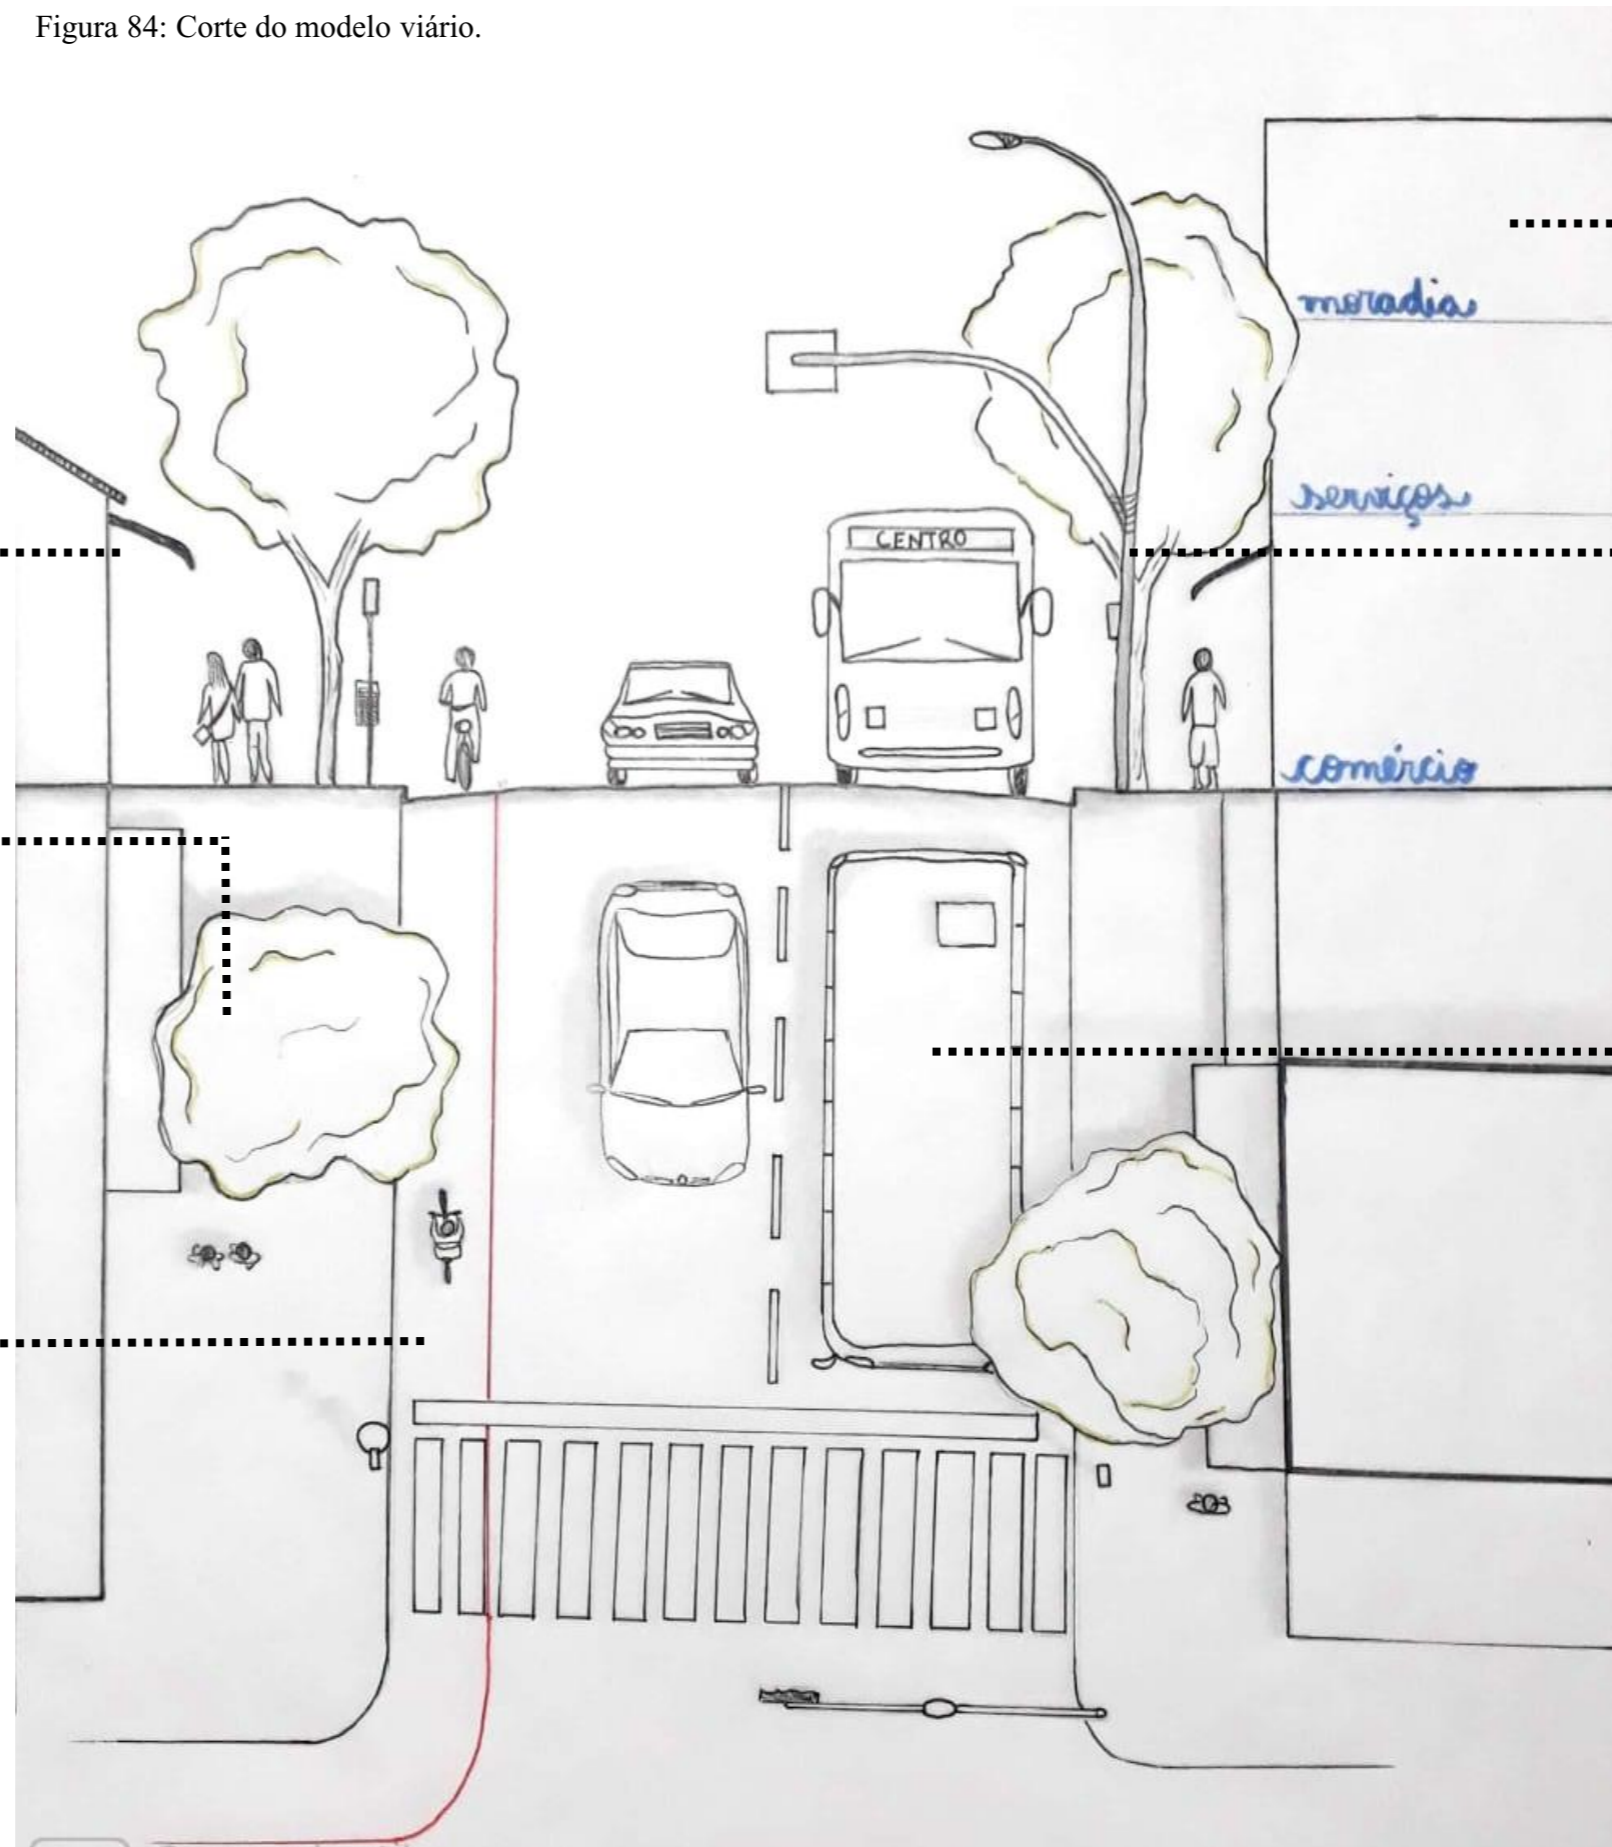 Figura 84: Corte do modelo viário.
moradia
serviços
CENTRO
comércio